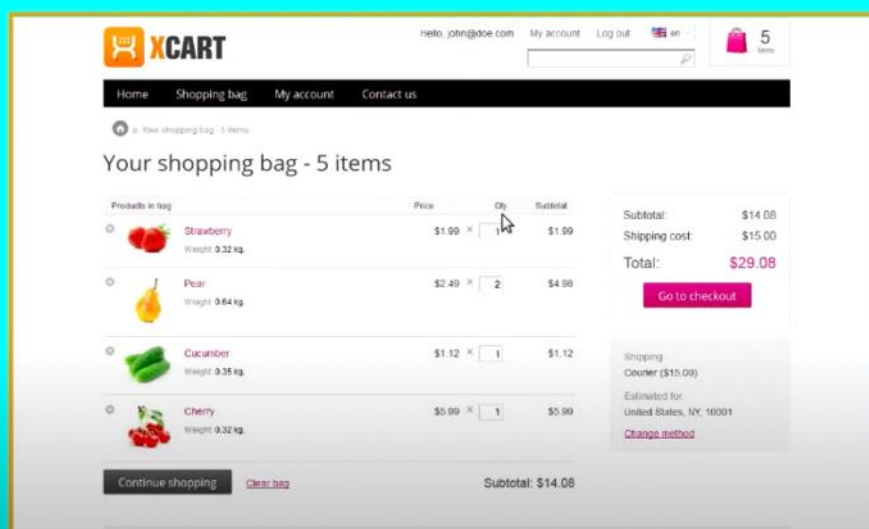 XCART
Hello, john@doe.com My account Log out en
5
items
Home Shopping bag My account Contact us
Your shopping bag - 5 items
Your shopping bag - 5 items
Products in bag Price Qty Subtotal
Strawberry $1.99 × 1 $1.99
Weight: 0.32 kg.
Pear $2.49 × 2 $4.98
Weight: 0.64 kg.
Cucumber $1.12 × 1 $1.12
Weight: 0.35 kg.
Cherry $5.99 × 1 $5.99
Weight: 0.32 kg.
Continue shopping Clear bag Subtotal: $14.08
Subtotal: $14.08
Shipping cost: $15.00
Total: $29.08
Go to checkout
Shipping
Courier ($15.00)
Estimated for
United States, NY, 10001
Change method